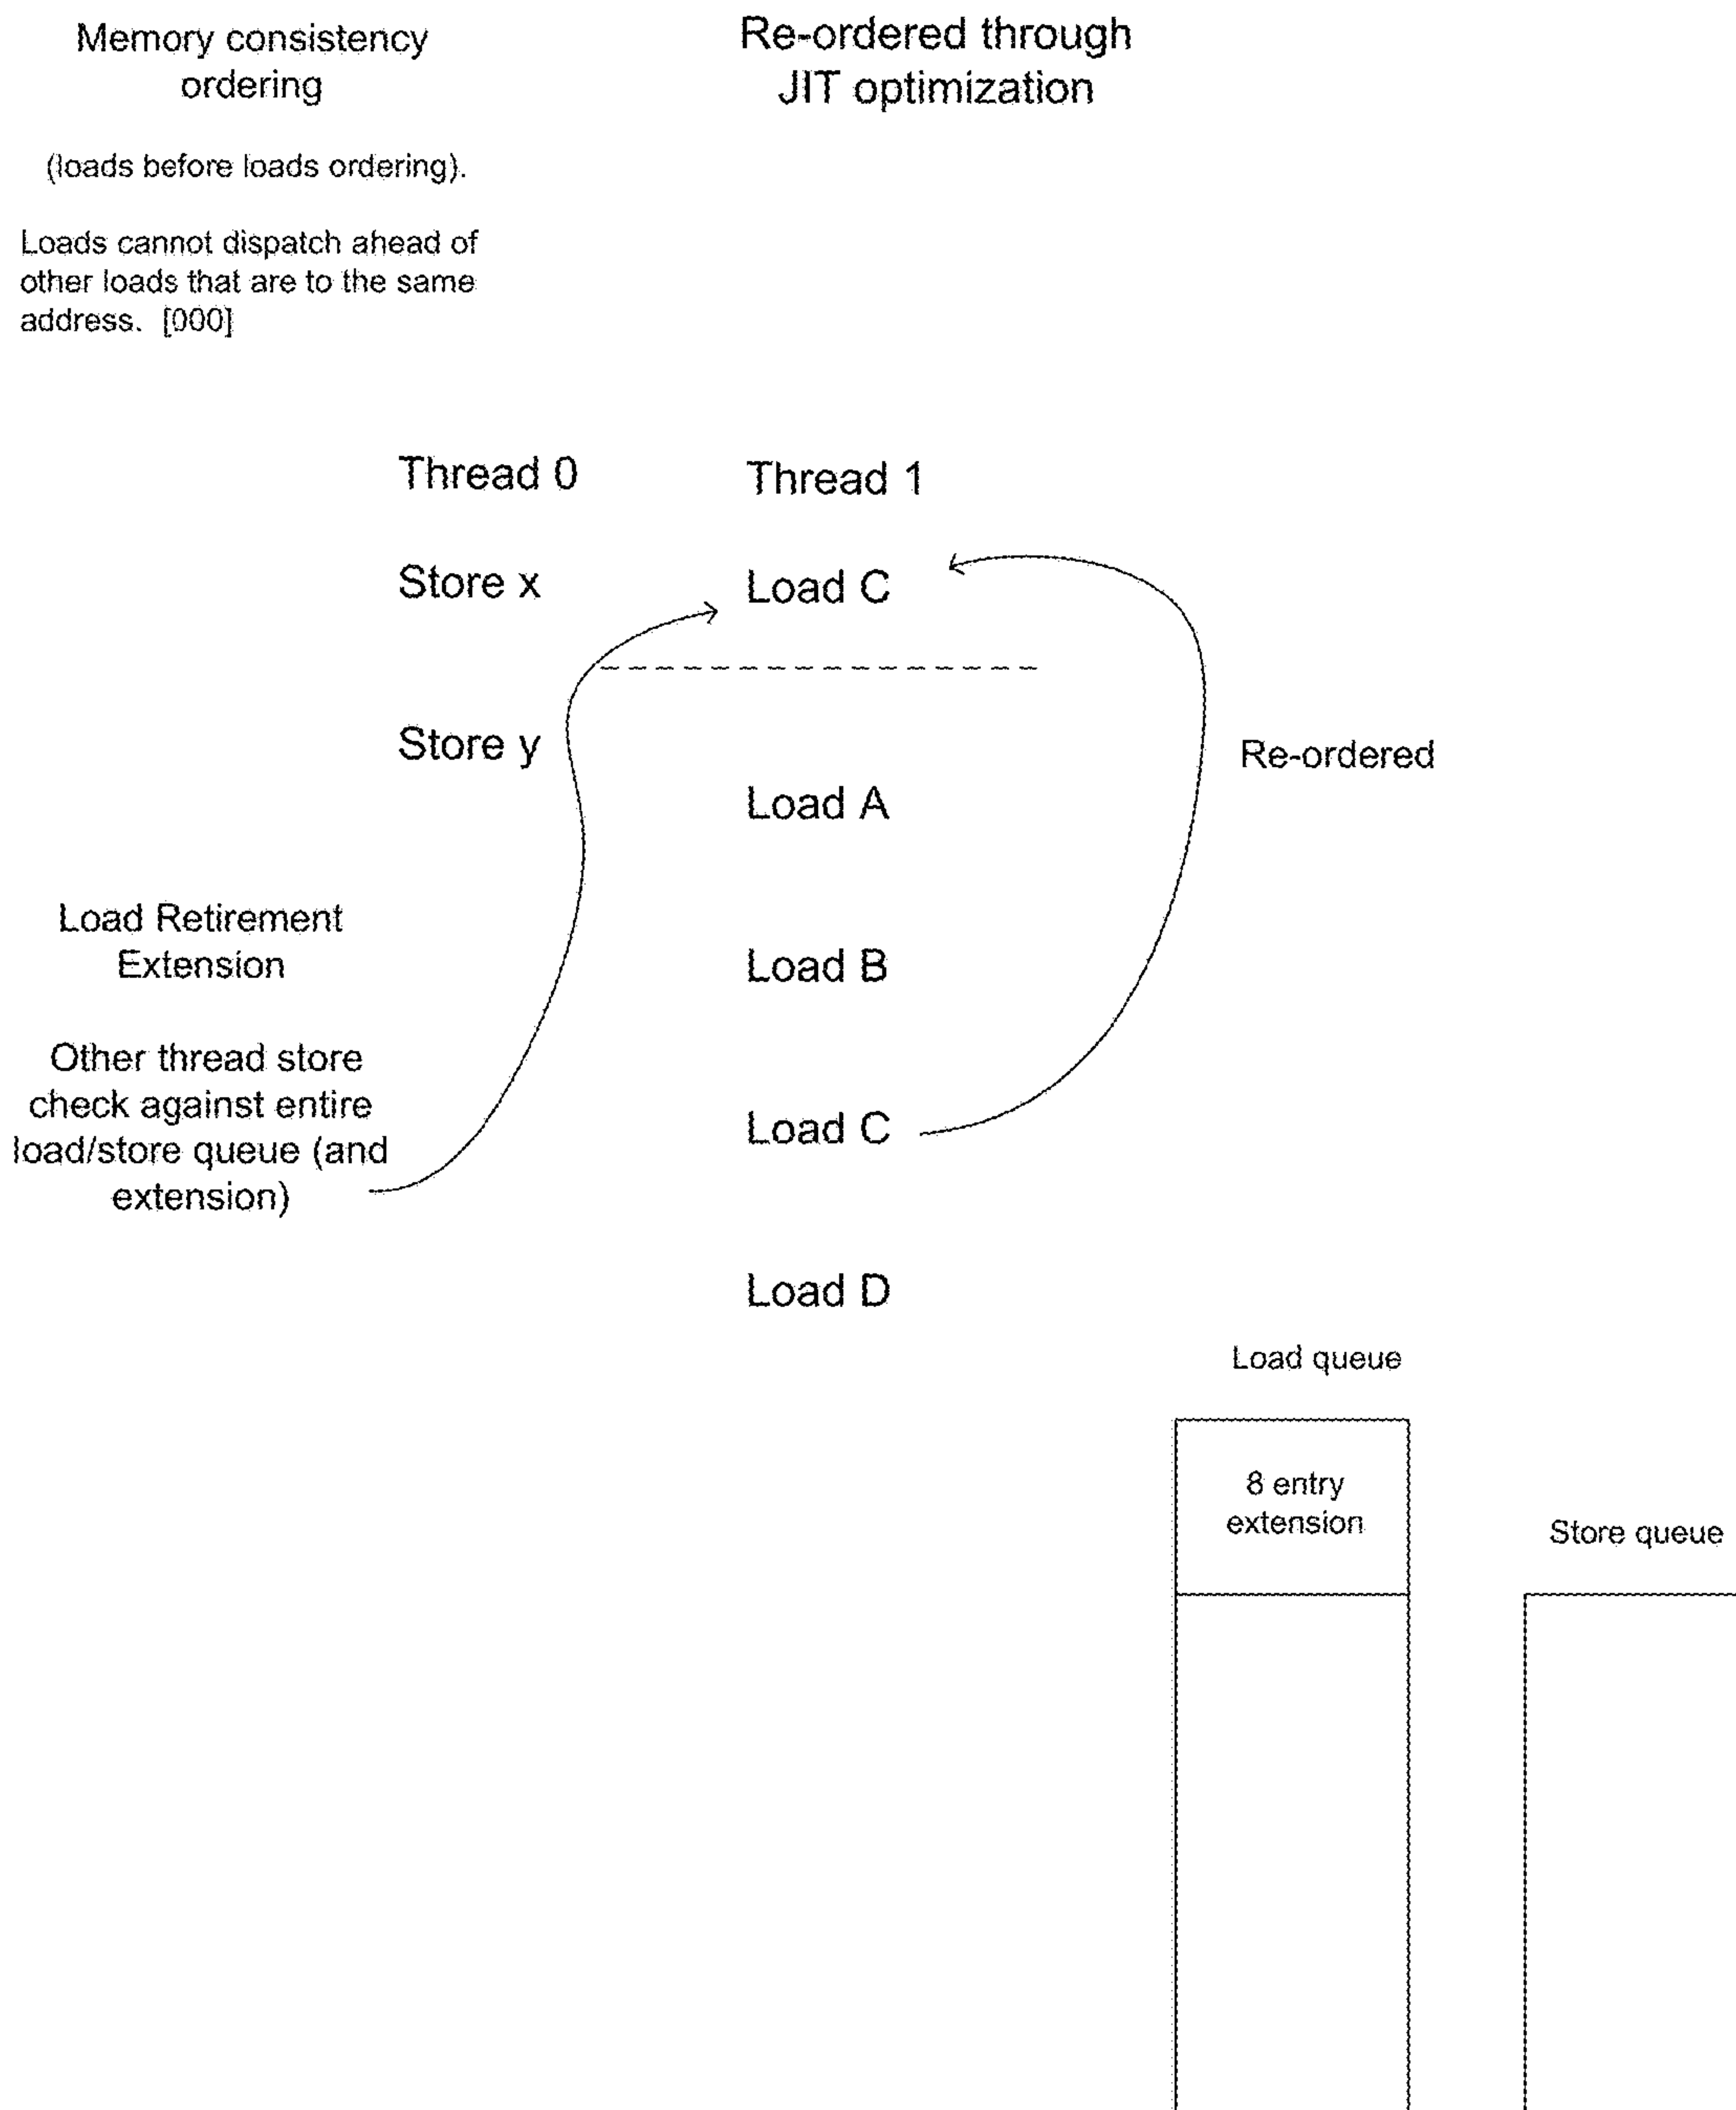 Memory consistency
ordering
Re-ordered through
JIT optimization
(loads before loads ordering).
Loads cannot dispatch ahead of
other loads that are to the same
address. [000]
Thread 0
Thread 1
Store x
Load C
Store y
Re-ordered
Load A
Load Retirement
Extension
Load B
Other thread store
check against entire
load/store queue (and
extension)
Load C
Load D
Load queue
8 entry
extension
Store queue